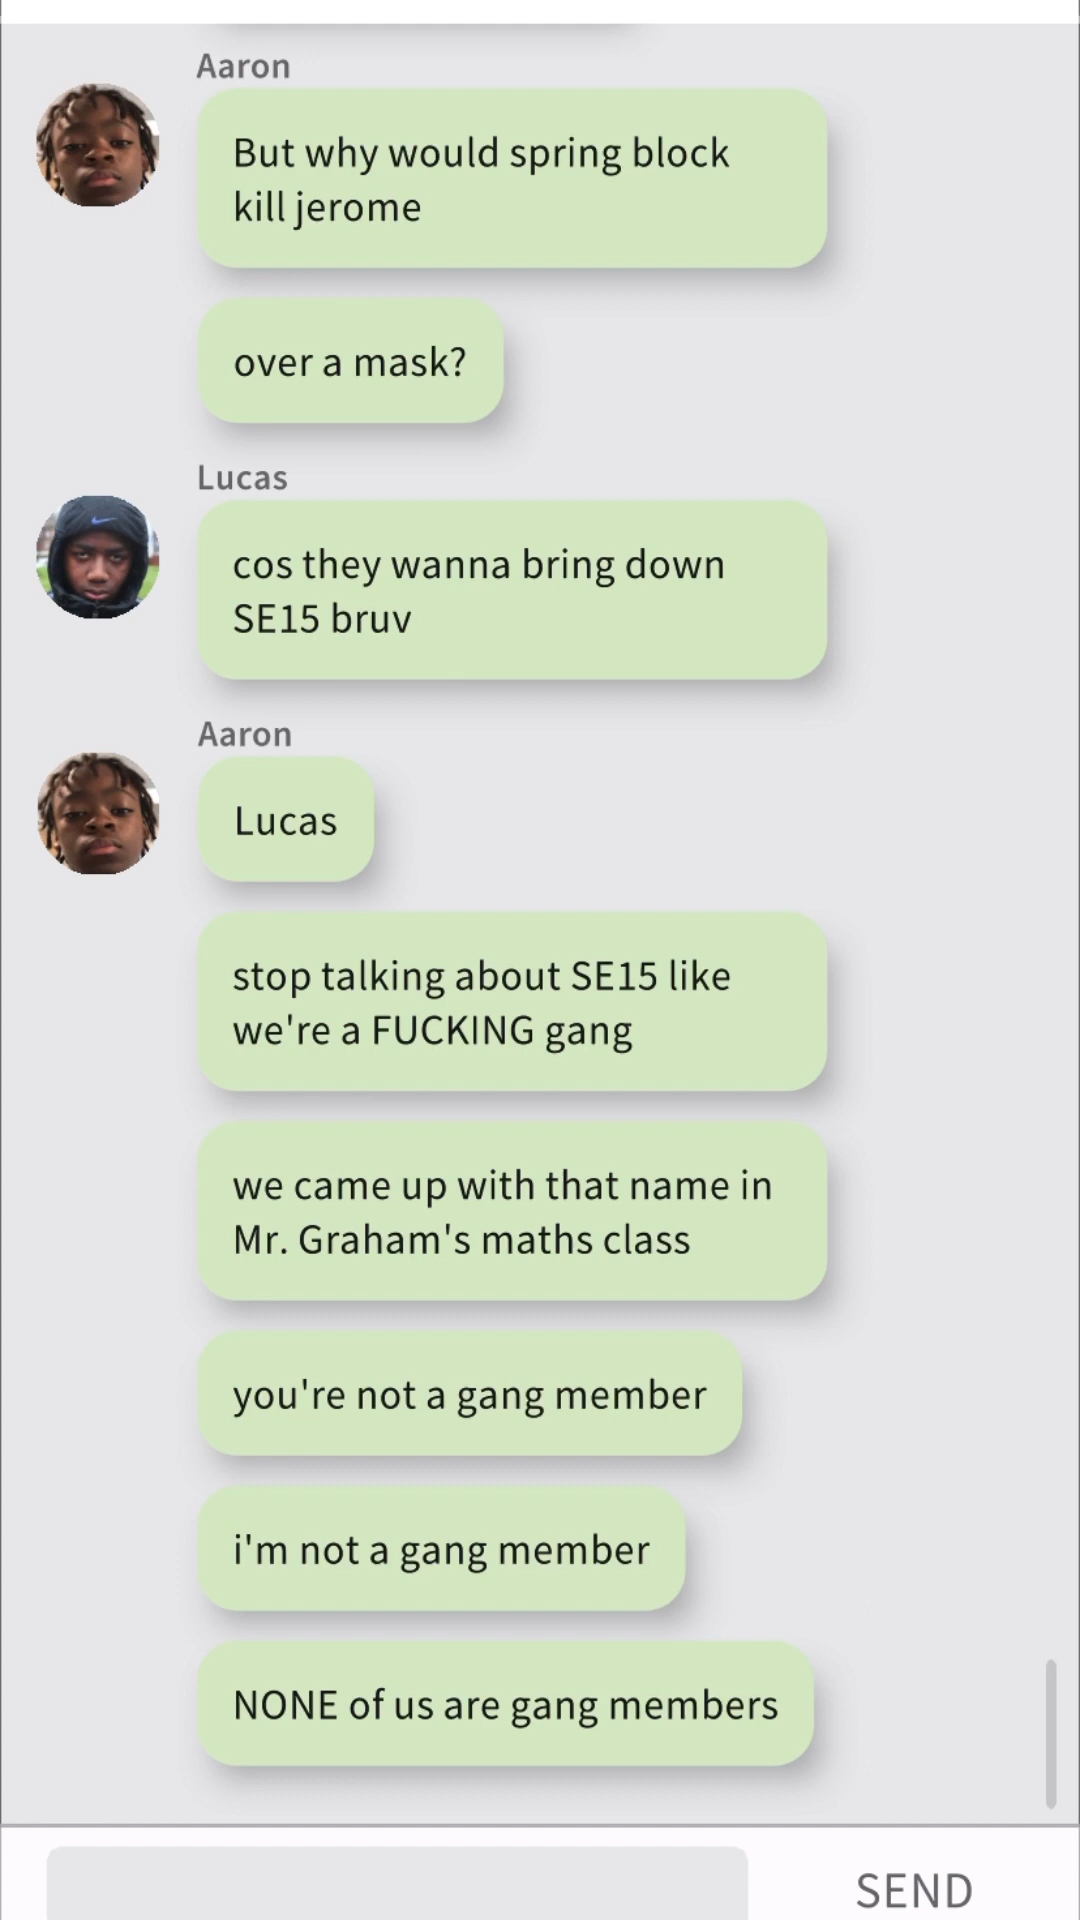 Aaron
But why would spring block
kill jerome
over a mask?
Lucas
cos they wanna bring down
SE15 bruv
Aaron
Lucas
stop talking about SE15 like
we're a FUCKING gang
we came up with that name in
Mr. Graham's maths class
you're not a gang member
i'm not a gang member
NONE of us are gang members
SEND